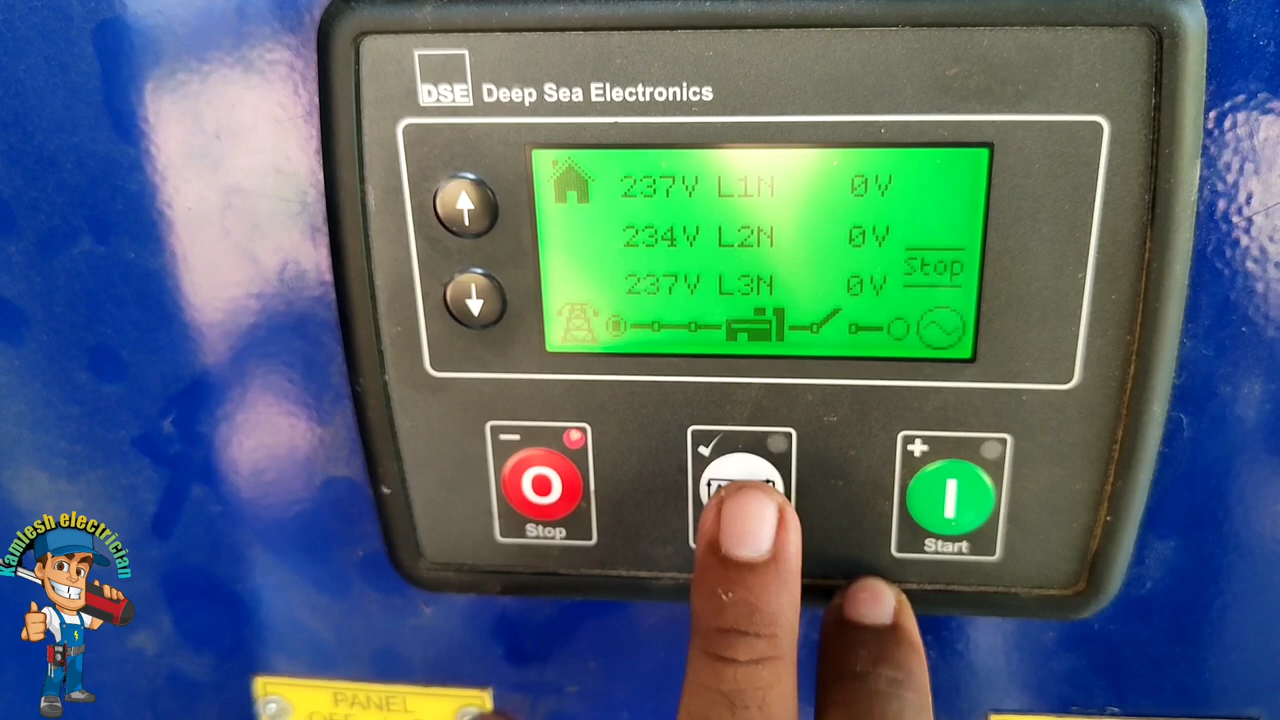 DSE Deep Sea Electronics
237V L1N 0V
234V L2N 0V
237V L3N 0V
Stop
Stop
Start
Kamlesh electrician
PANEL